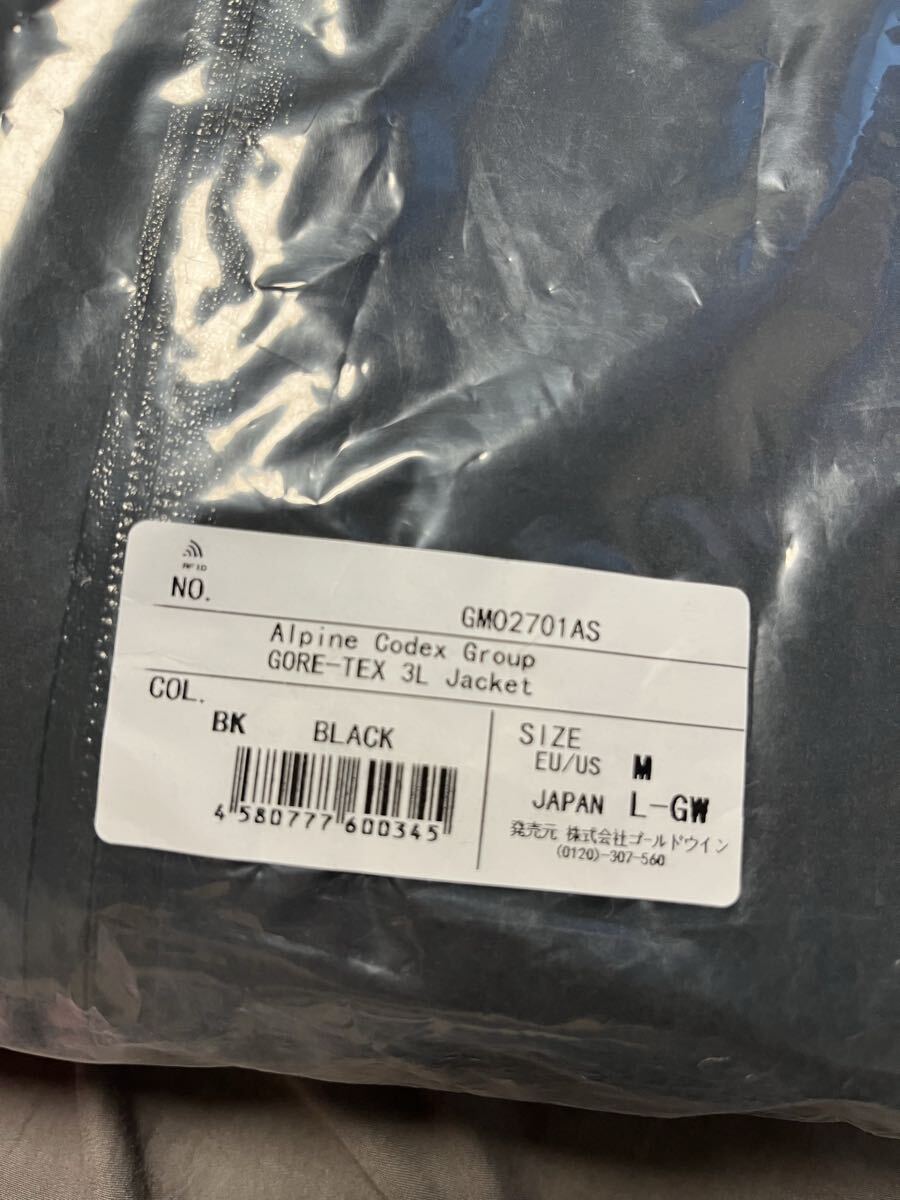 RFID
NO.
GM02701AS
Alpine Codex Group
GORE-TEX 3L Jacket
COL.
BK BLACK
4 580777 600345
SIZE
EU/US M
JAPAN L-GW
発売元 株式会社ゴールドウイン
(0120)-307-560